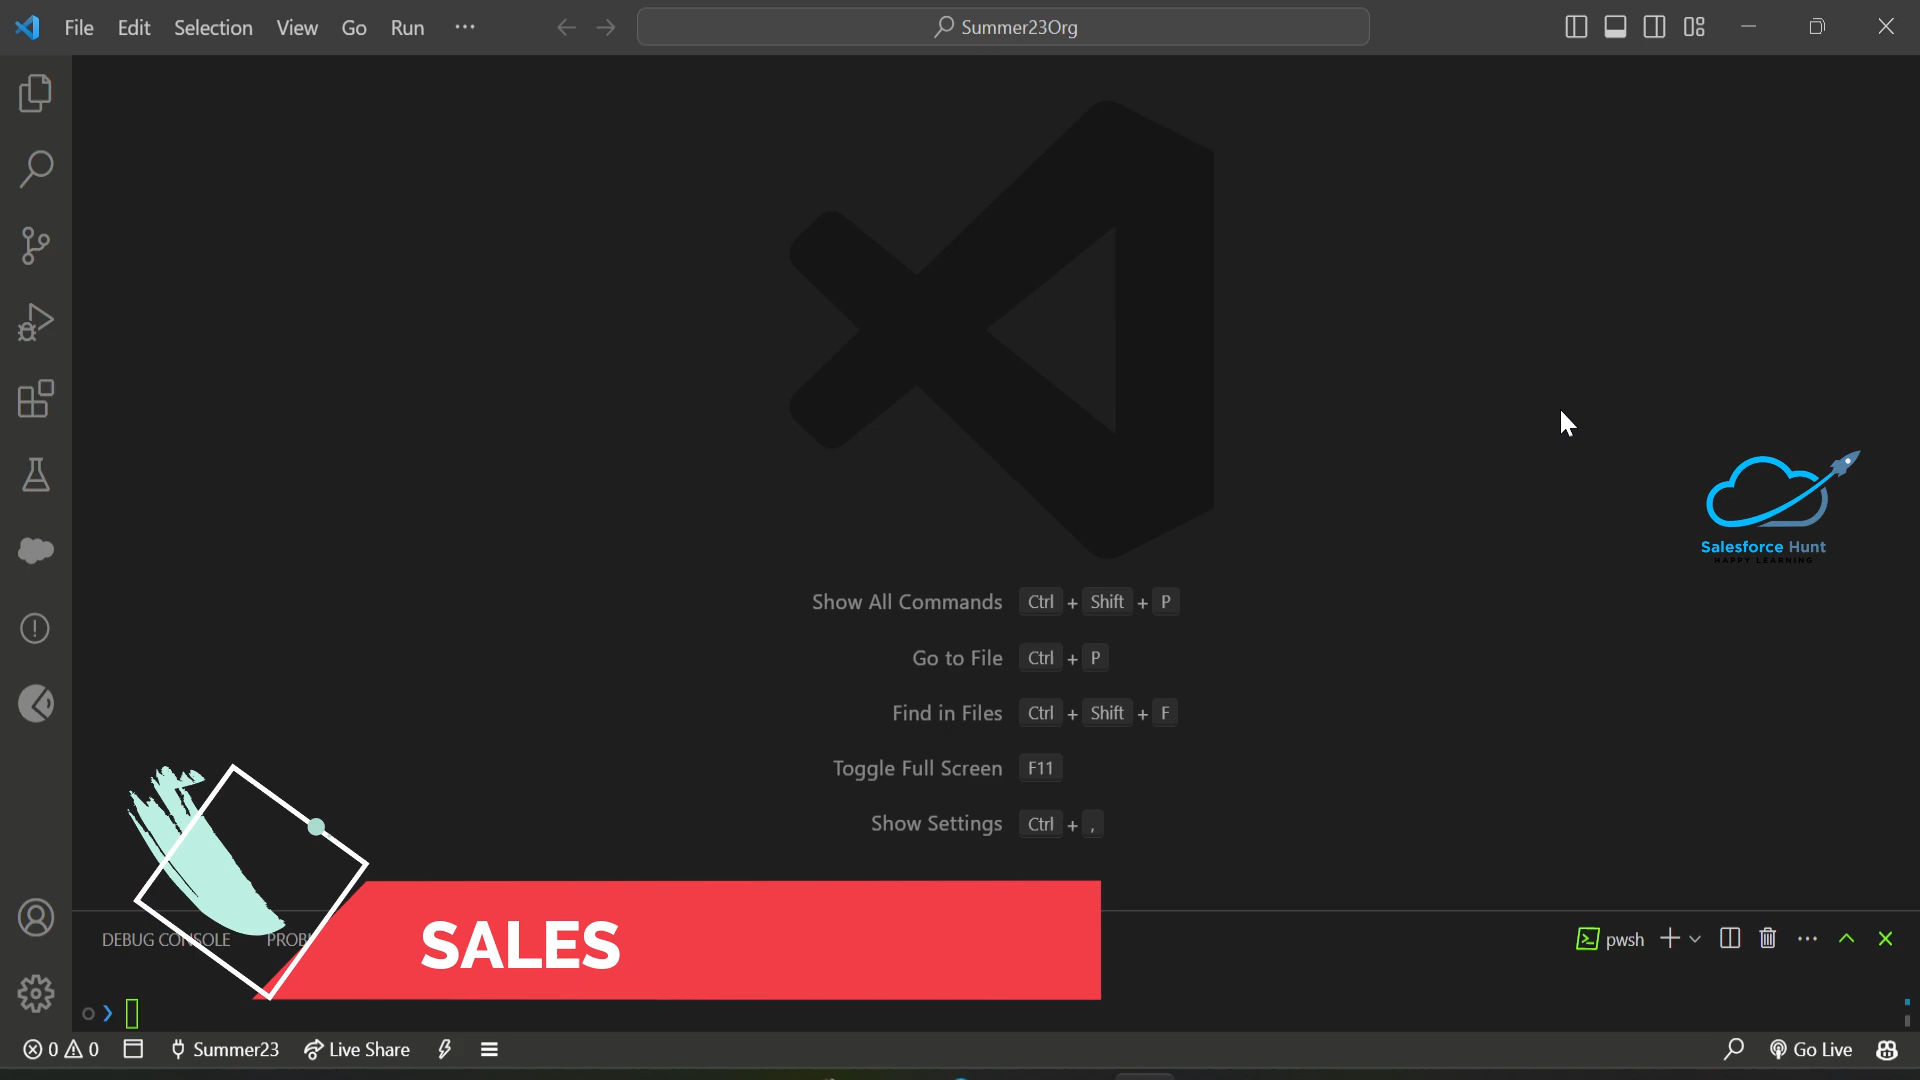 File Edit Selection View Go Run ···
Summer23Org
Salesforce Hunt
HAPPY LEARNING
Show All Commands Ctrl + Shift + P
Go to File Ctrl + P
Find in Files Ctrl + Shift + F
Toggle Full Screen F11
Show Settings Ctrl + ,
DEBUG CONSOLE
pwsh
SALES
0 0 Summer23 Live Share Go Live